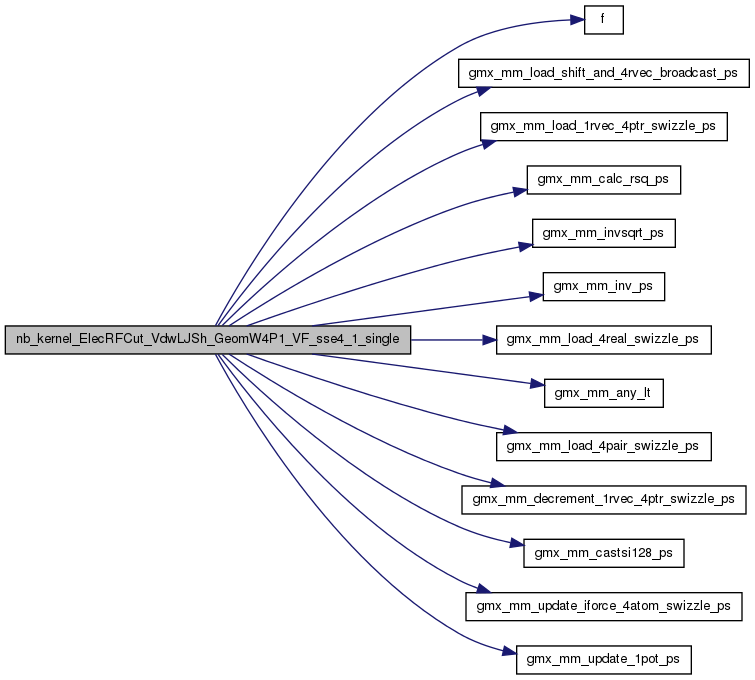 f
gmx_mm_load_shift_and_4rvec_broadcast_ps
gmx_mm_load_1rvec_4ptr_swizzle_ps
gmx_mm_calc_rsq_ps
gmx_mm_invsqrt_ps
gmx_mm_inv_ps
nb_kernel_ElecRFCut_VdwLJSh_GeomW4P1_VF_sse4_1_single
gmx_mm_load_4real_swizzle_ps
gmx_mm_any_lt
gmx_mm_load_4pair_swizzle_ps
gmx_mm_decrement_1rvec_4ptr_swizzle_ps
gmx_mm_castsi128_ps
gmx_mm_update_iforce_4atom_swizzle_ps
gmx_mm_update_1pot_ps